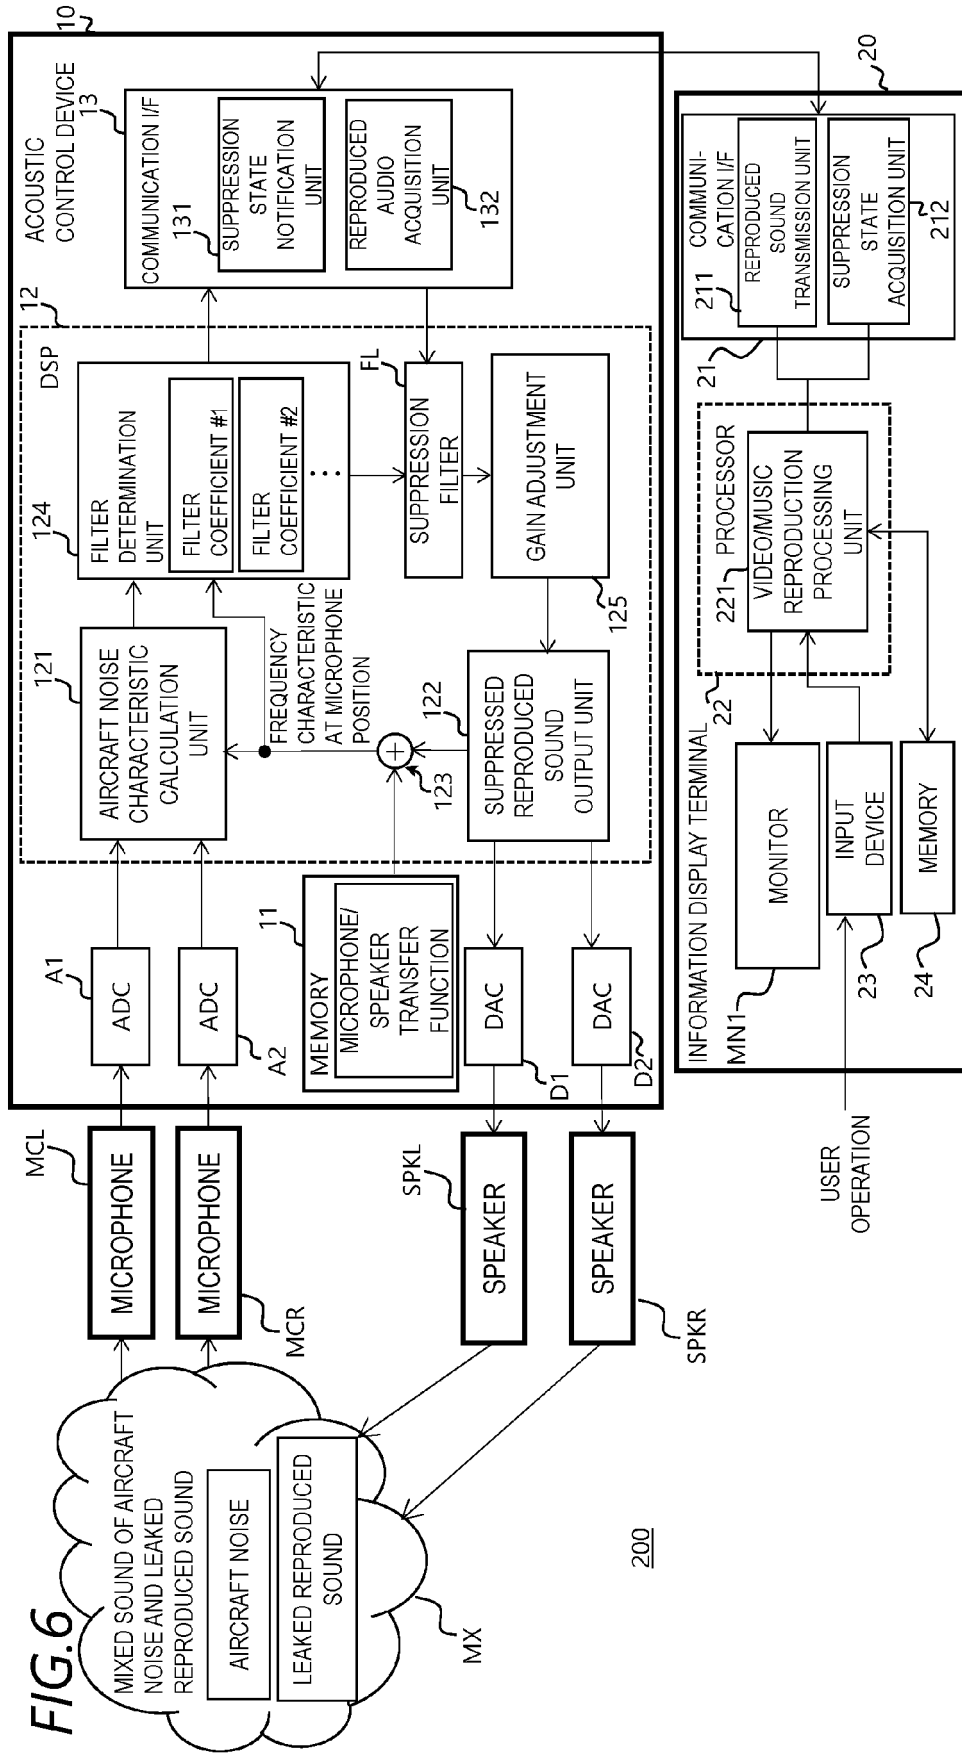 FIG.6
MIXED SOUND OF AIRCRAFT
NOISE AND LEAKED
REPRODUCED SOUND
AIRCRAFT NOISE
LEAKED REPRODUCED
SOUND
MX
200
MCL
MICROPHONE
MICROPHONE
MCR
SPKL
SPEAKER
SPEAKER
SPKR
ACOUSTIC
CONTROL DEVICE
10
A1
ADC
ADC
A2
11
MEMORY
MICROPHONE/
SPEAKER
TRANSFER
FUNCTION
DAC
D1
DAC
D2
DSP
12
121
AIRCRAFT NOISE
CHARACTERISTIC
CALCULATION
UNIT
FREQUENCY
CHARACTERISTIC
AT MICROPHONE
POSITION
+
123
122
SUPPRESSED
REPRODUCED
SOUND
OUTPUT UNIT
124
FILTER
DETERMINATION
UNIT
FILTER
COEFFICIENT #1
FILTER
COEFFICIENT #2
...
FL
SUPPRESSION
FILTER
GAIN ADJUSTMENT
UNIT
125
13
COMMUNICATION I/F
131
SUPPRESSION
STATE
NOTIFICATION
UNIT
REPRODUCED
AUDIO
ACQUISITION
UNIT
132
USER
OPERATION
INFORMATION DISPLAY TERMINAL
20
MN1
MONITOR
INPUT
DEVICE
23
MEMORY
24
22
PROCESSOR
221
VIDEO/MUSIC
REPRODUCTION
PROCESSING
UNIT
21
COMMUNI-
CATION I/F
211
REPRODUCED
SOUND
TRANSMISSION UNIT
SUPPRESSION
STATE
ACQUISITION UNIT
212